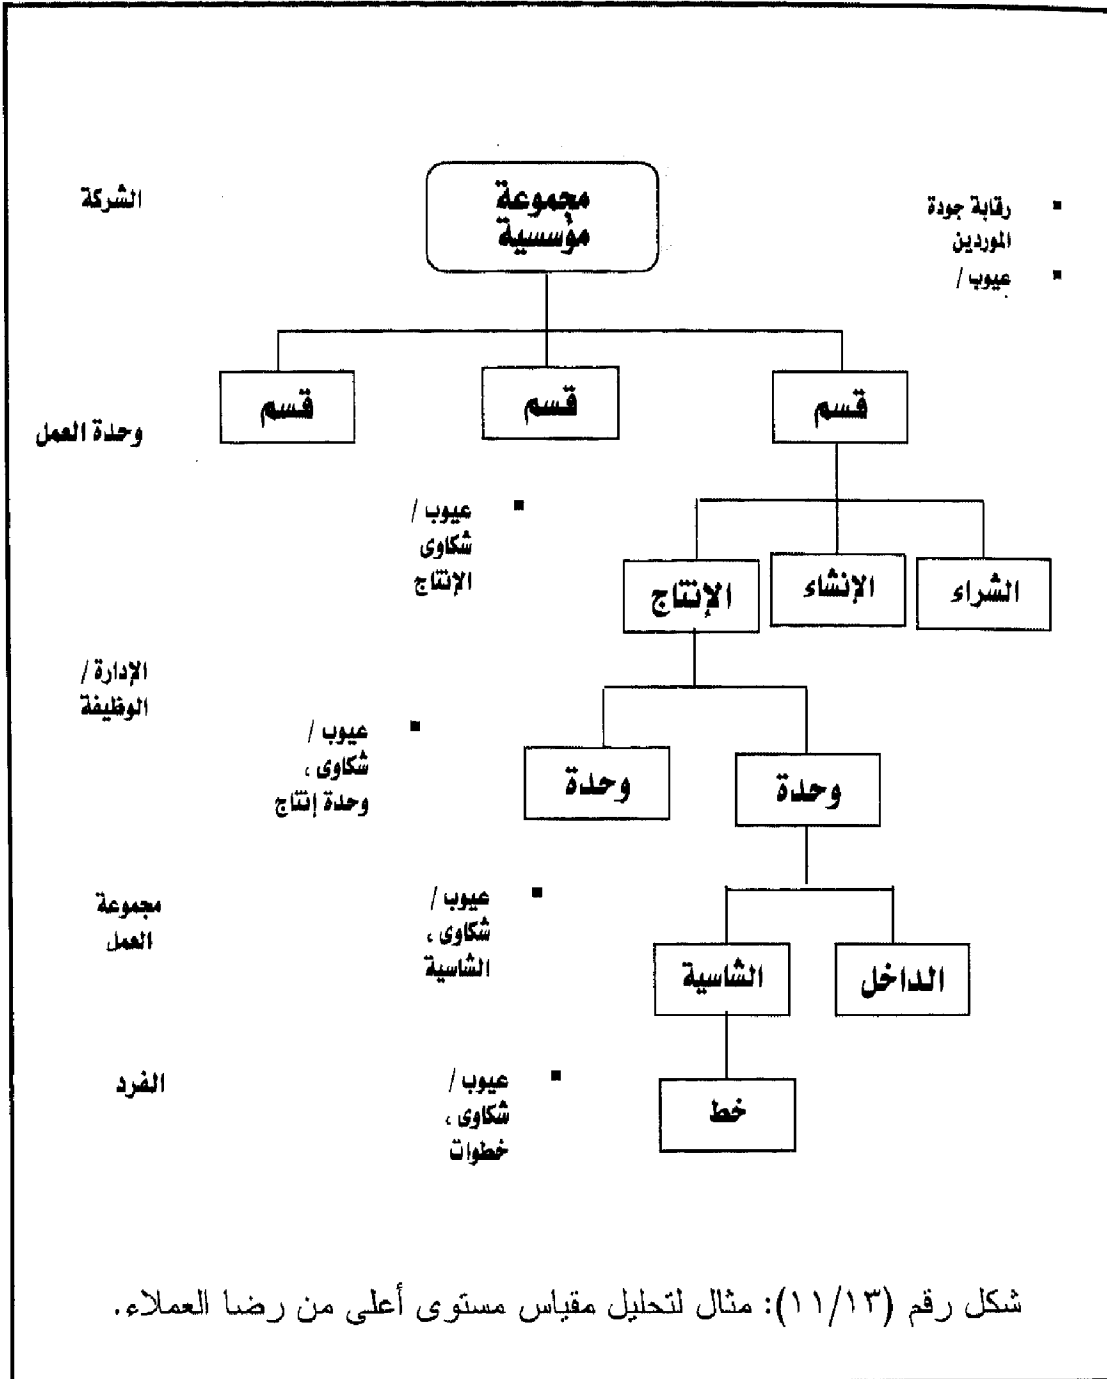 مجموعة
مؤسسية
الشركة
▪ رقابة جودة
الموردين
▪ عيوب /
قسم
قسم
قسم
وحدة العمل
▪ عيوب /
شكاوى
الإنتاج
الشراء
الإنشاء
الإنتاج
الإدارة /
الوظيفة
▪ عيوب /
شكاوى ،
وحدة إنتاج
وحدة
وحدة
مجموعة
العمل
▪ عيوب /
شكاوى ،
الشاسية
الداخل
الشاسية
الفرد
▪ عيوب /
شكاوى ،
خطوات
خط
شكل رقم (١١/١٣): مثال لتحليل مقياس مستوى أعلى من رضا العملاء.